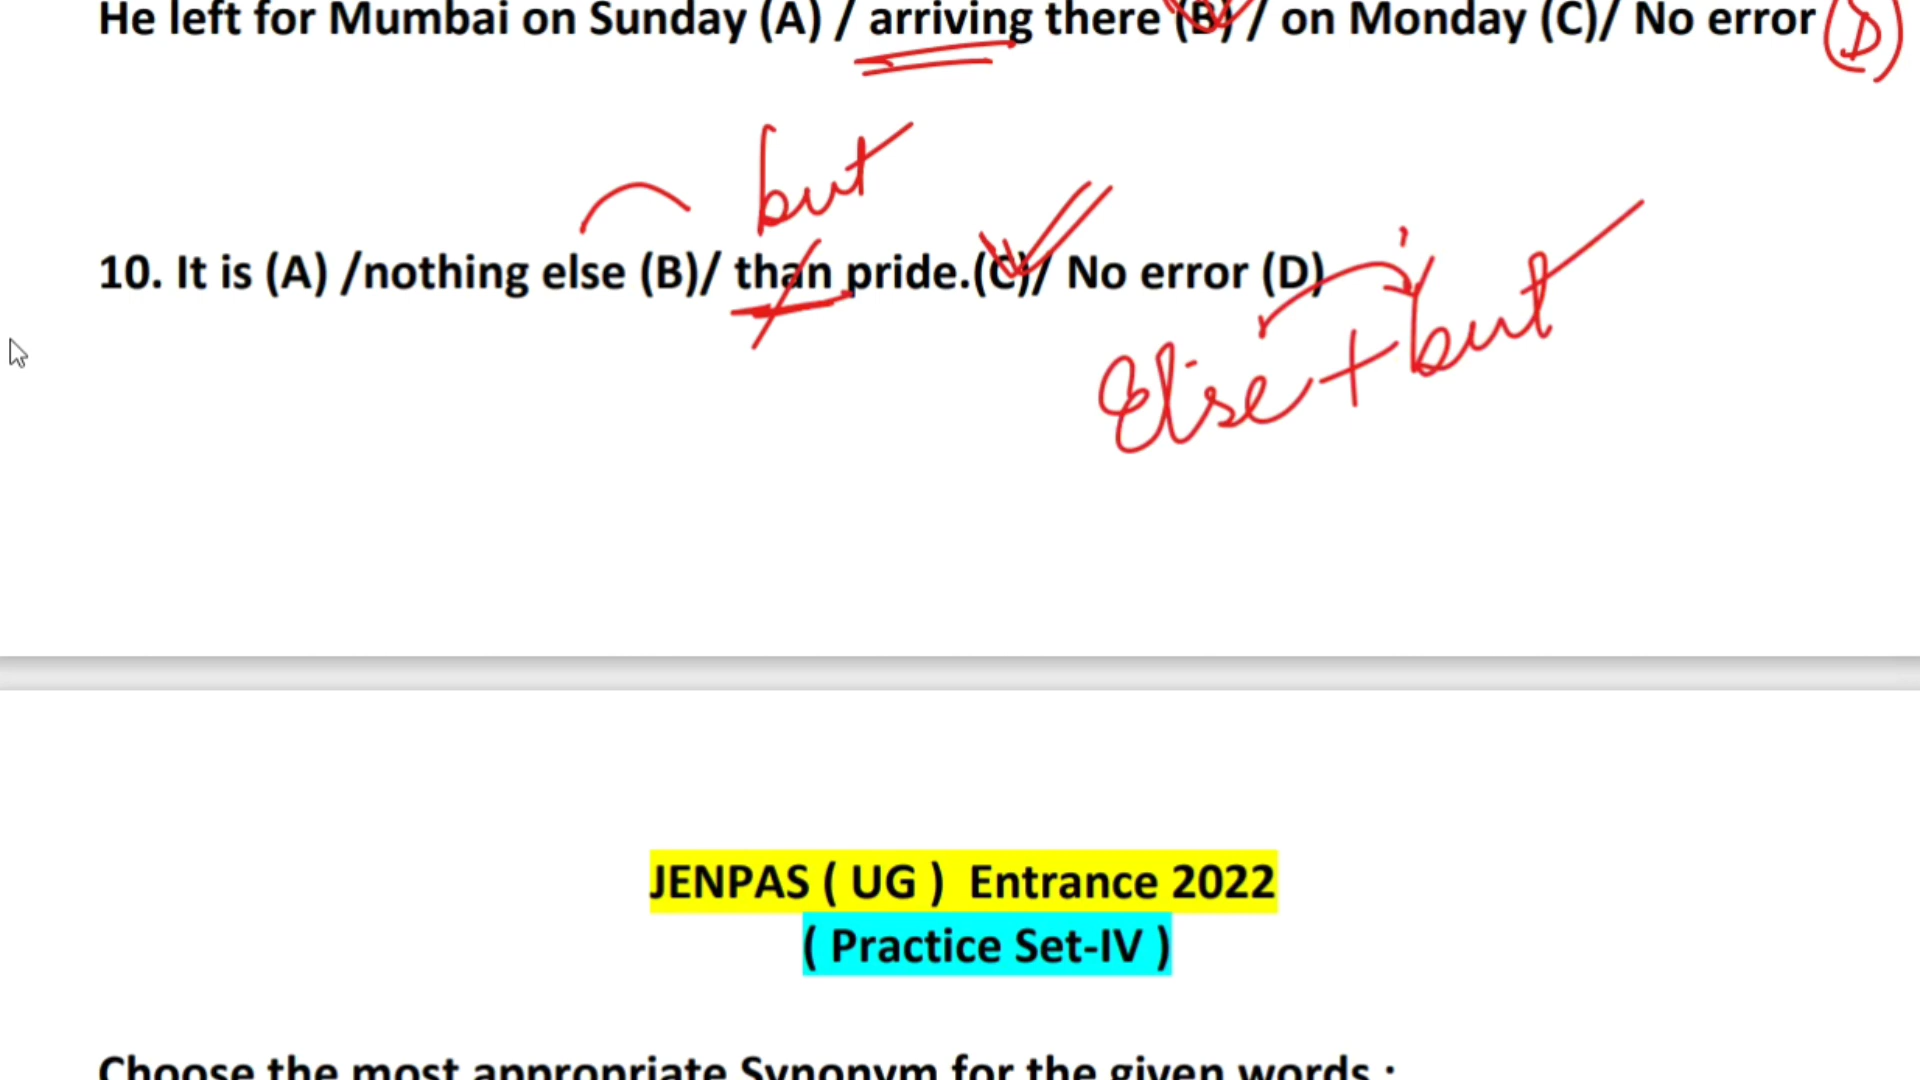 He left for Mumbai on Sunday (A) / arriving there (B) / on Monday (C)/ No error (D)
but
10. It is (A) /nothing else (B)/ than pride.(C)/ No error (D)
Else + but
JENPAS ( UG ) Entrance 2022
( Practice Set-IV )
Choose the most appropriate Synonym for the given words :